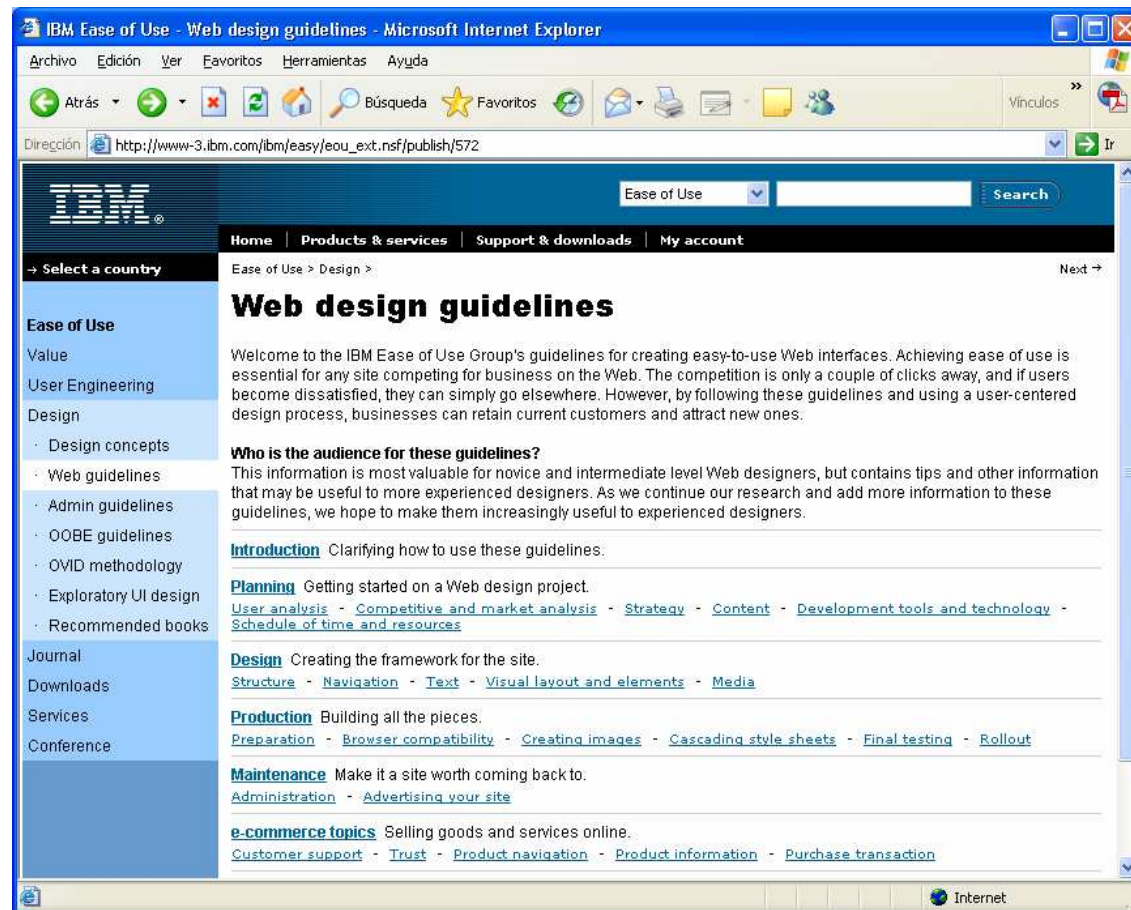 IBM Ease of Use - Web design guidelines - Microsoft Internet Explorer
Archivo Edición Ver Favoritos Herramientas Ayuda
Atrás Búsqueda Favoritos Vínculos »
Dirección http://www-3.ibm.com/ibm/easy/eou_ext.nsf/publish/572 Ir
IBM®
Ease of Use Search
Home | Products & services | Support & downloads | My account
→ Select a country
Ease of Use > Design > Next →
Ease of Use
Value
User Engineering
Design
· Design concepts
· Web guidelines
· Admin guidelines
· OOBE guidelines
· OVID methodology
· Exploratory UI design
· Recommended books
Journal
Downloads
Services
Conference
Web design guidelines
Welcome to the IBM Ease of Use Group's guidelines for creating easy-to-use Web interfaces. Achieving ease of use is
essential for any site competing for business on the Web. The competition is only a couple of clicks away, and if users
become dissatisfied, they can simply go elsewhere. However, by following these guidelines and using a user-centered
design process, businesses can retain current customers and attract new ones.
Who is the audience for these guidelines?
This information is most valuable for novice and intermediate level Web designers, but contains tips and other information
that may be useful to more experienced designers. As we continue our research and add more information to these
guidelines, we hope to make them increasingly useful to experienced designers.
Introduction Clarifying how to use these guidelines.
Planning Getting started on a Web design project.
User analysis - Competitive and market analysis - Strategy - Content - Development tools and technology -
Schedule of time and resources
Design Creating the framework for the site.
Structure - Navigation - Text - Visual layout and elements - Media
Production Building all the pieces.
Preparation - Browser compatibility - Creating images - Cascading style sheets - Final testing - Rollout
Maintenance Make it a site worth coming back to.
Administration - Advertising your site
e-commerce topics Selling goods and services online.
Customer support - Trust - Product navigation - Product information - Purchase transaction
Internet